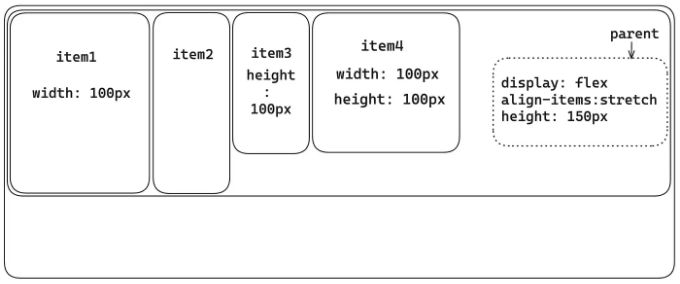 item1
width: 100px
item2
item3
height
:
100px
item4
width: 100px
height: 100px
parent
display: flex
align-items:stretch
height: 150px